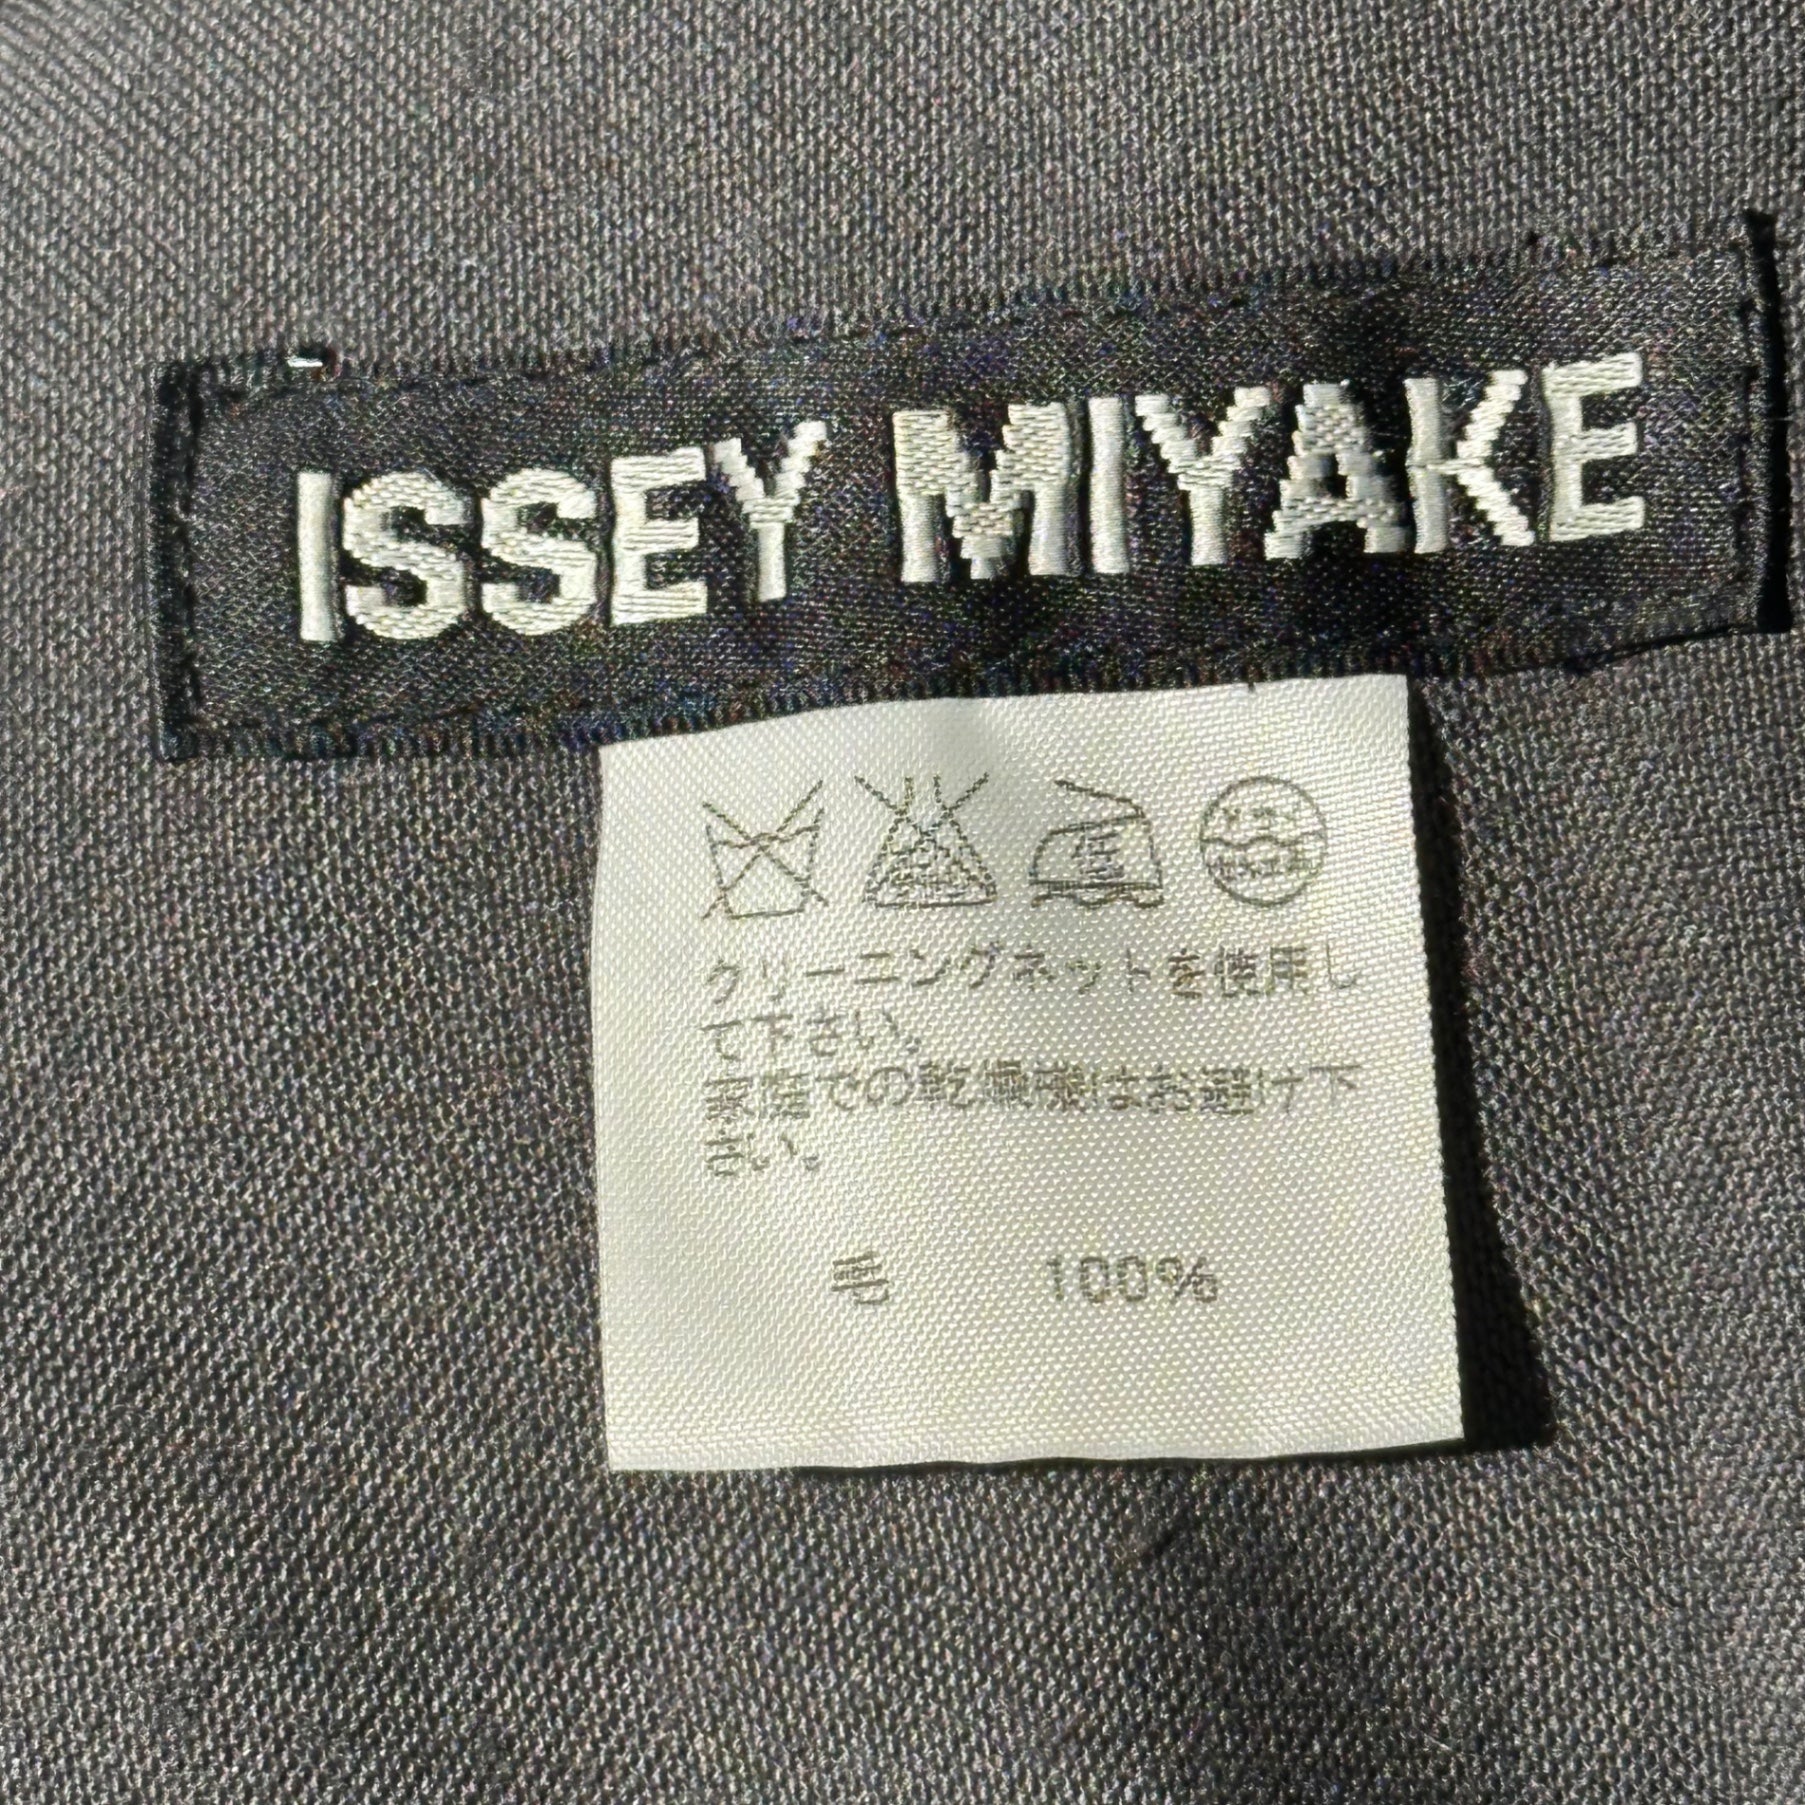 ISSEY MIYAKE
クリーニングネットを使用し
て下さい。
家庭での乾燥機はお避け下
さい。
毛 100%